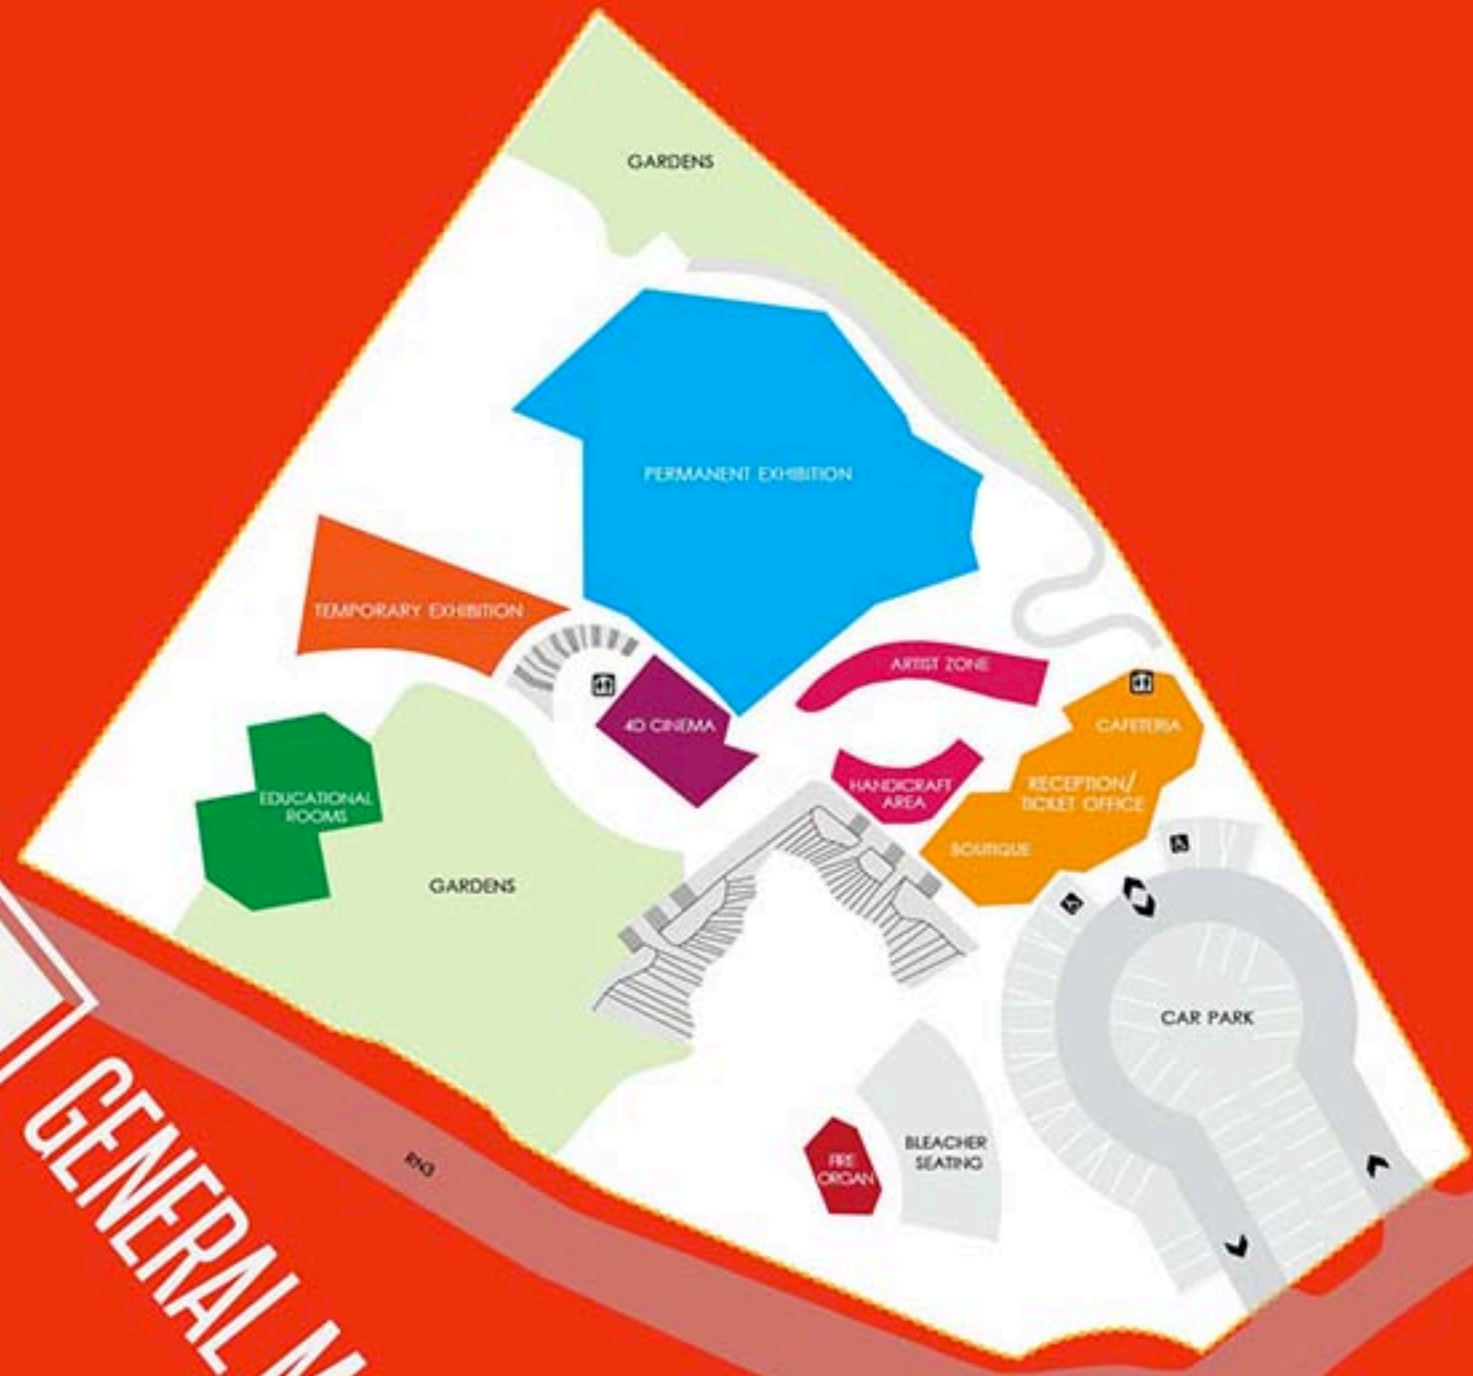 GARDENS
PERMANENT EXHIBITION
TEMPORARY EXHIBITION
ARTIST ZONE
4D CINEMA
CAFETERIA
HANDICRAFT
AREA
RECEPTION/
TICKET OFFICE
EDUCATIONAL
ROOMS
BOUTIQUE
GARDENS
CAR PARK
BLEACHER
SEATING
FIRE
ORGAN
RN3
GENERAL M